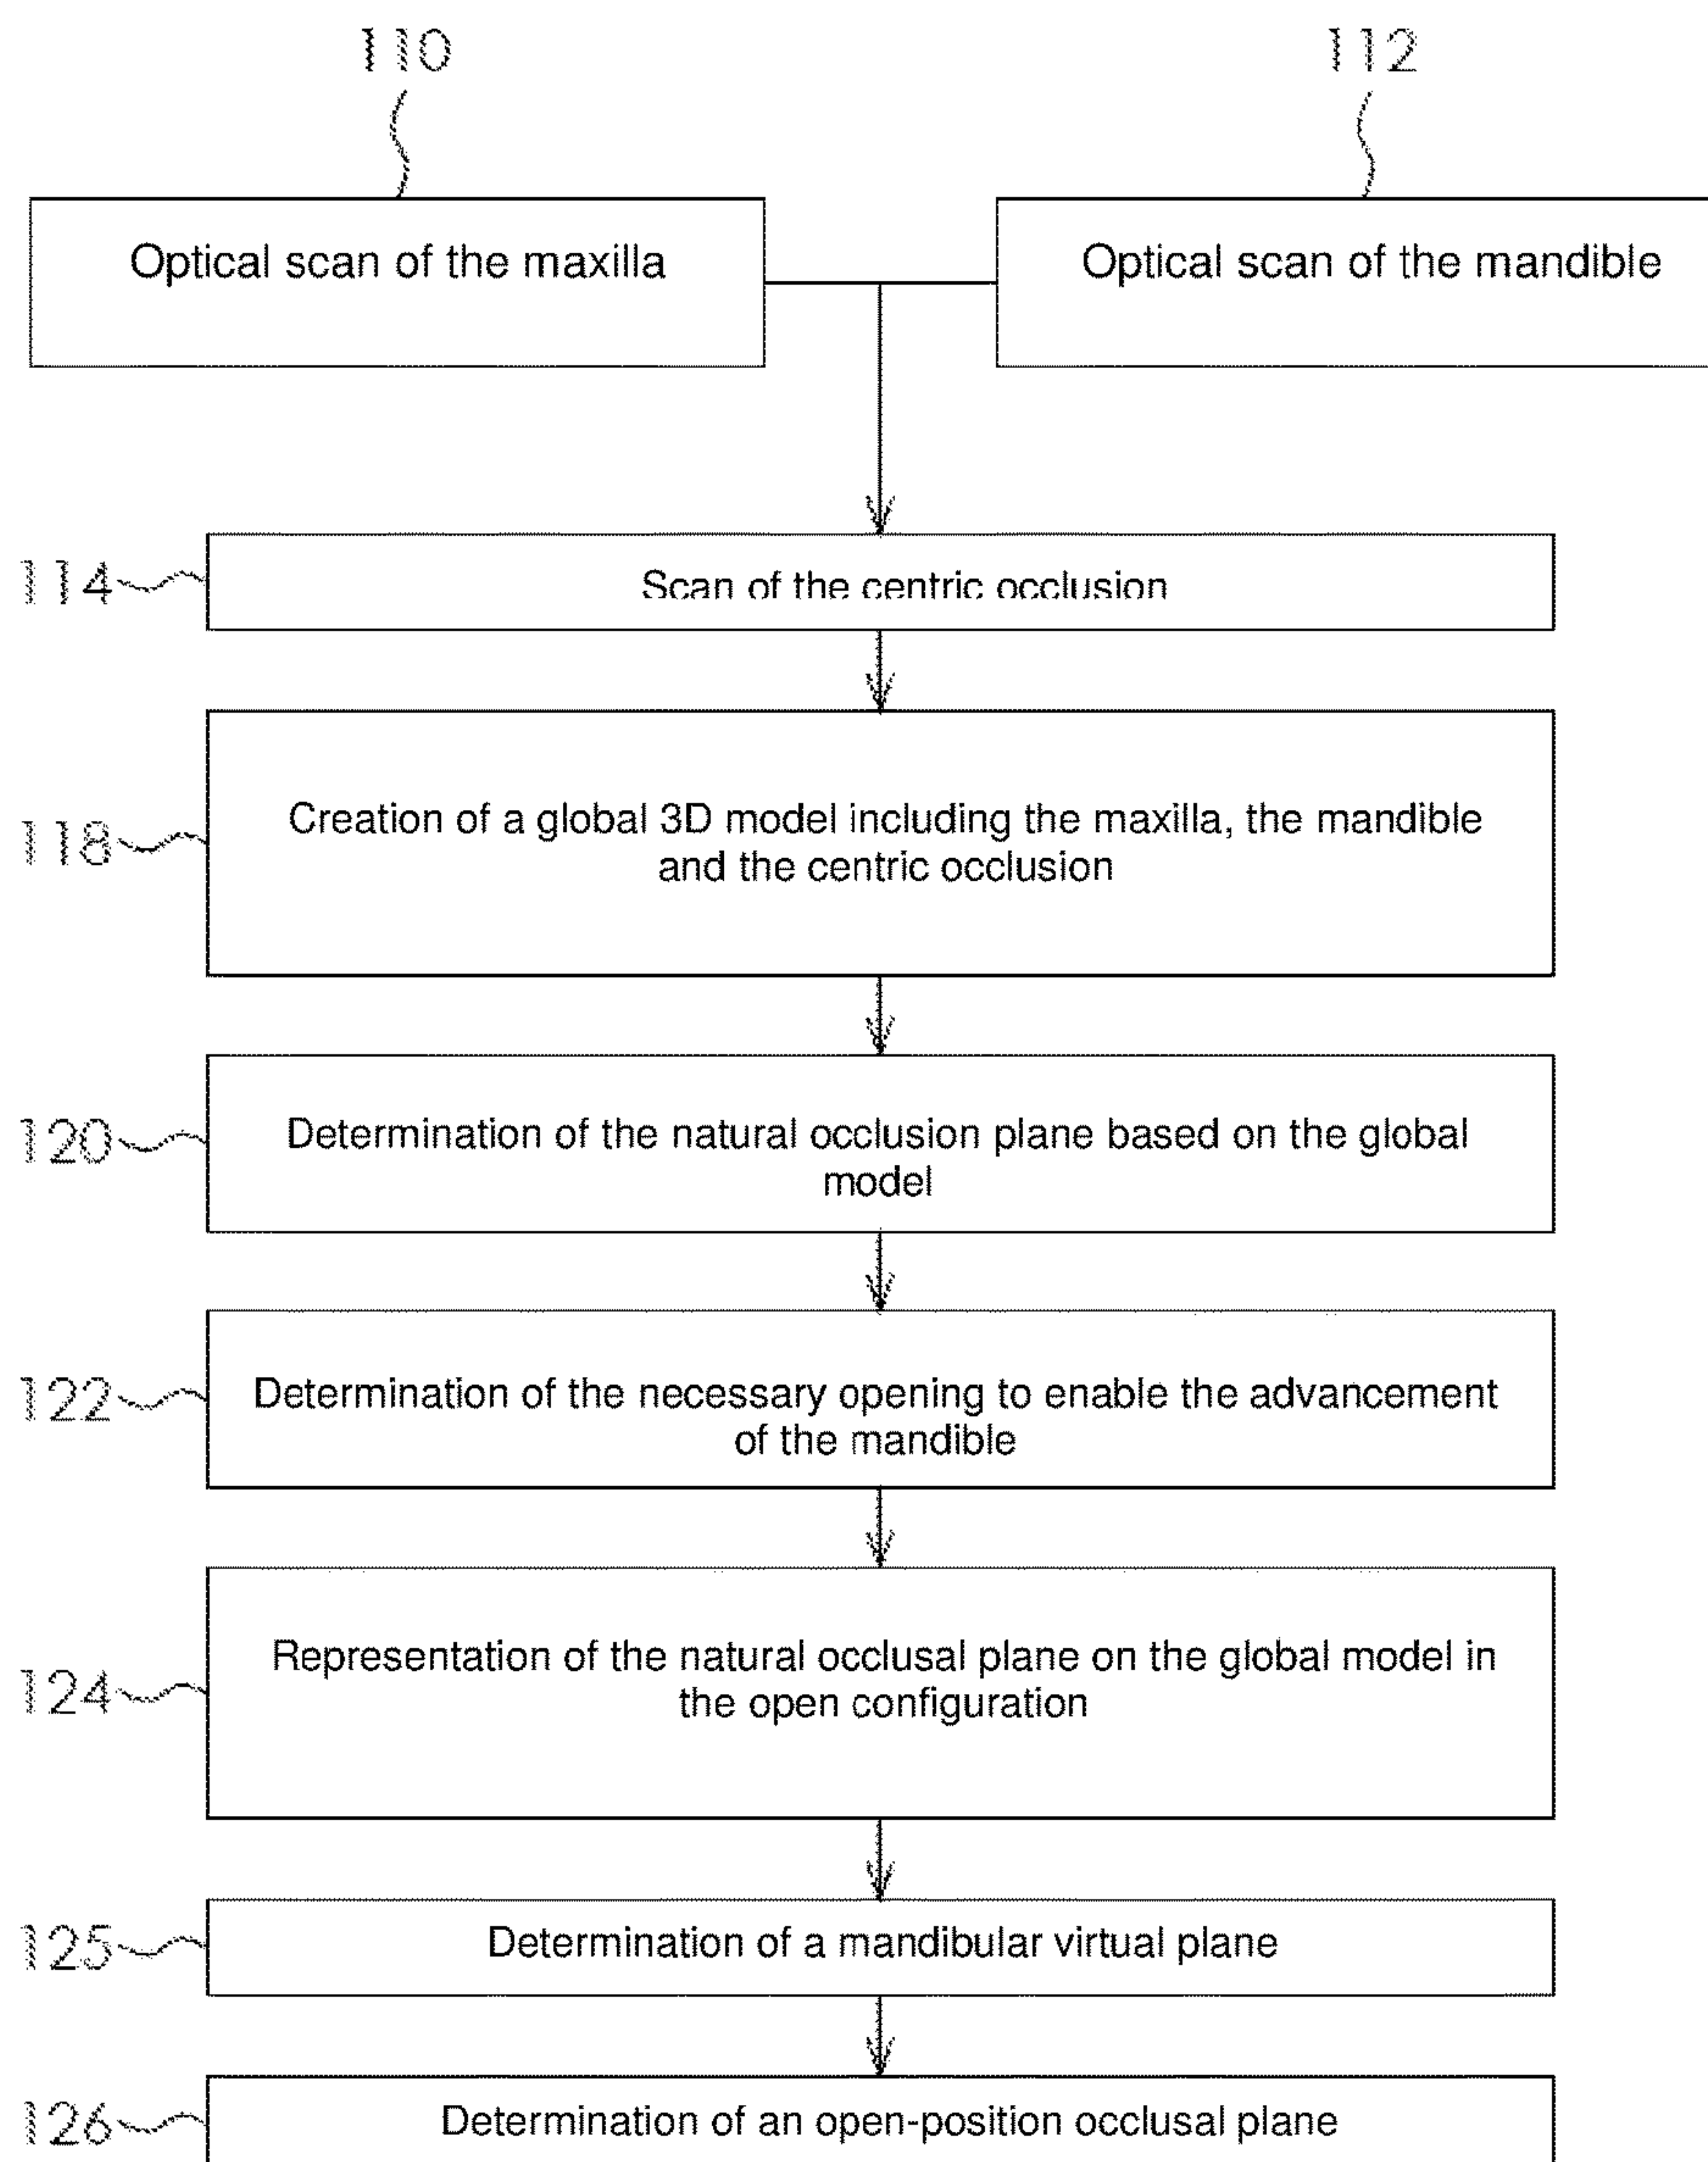 110
112
Optical scan of the maxilla
Optical scan of the mandible
114
Scan of the centric occlusion
118
Creation of a global 3D model including the maxilla, the mandible
and the centric occlusion
120
Determination of the natural occlusion plane based on the global
model
122
Determination of the necessary opening to enable the advancement
of the mandible
124
Representation of the natural occlusal plane on the global model in
the open configuration
125
Determination of a mandibular virtual plane
126
Determination of an open-position occlusal plane